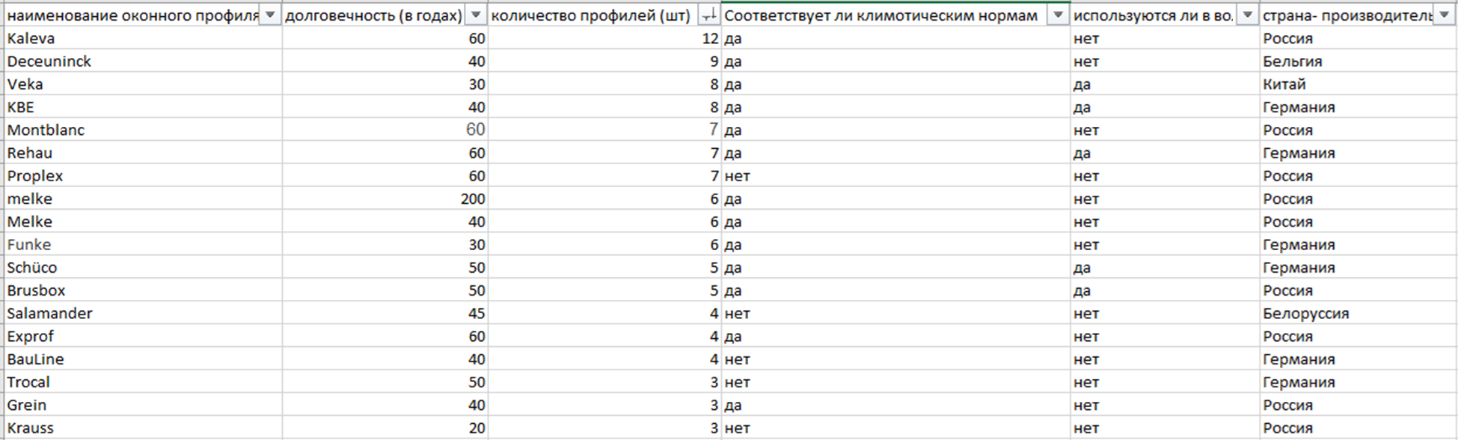 наименование оконного профиля долговечность (в годах) количество профилей (шт) Соответствует ли климотическим нормам используются ли в во. страна- производитель
Kaleva 60 12 да нет Россия
Deceuninck 40 9 да нет Бельгия
Veka 30 8 да да Китай
KBE 40 8 да да Германия
Montblanc 60 7 да нет Россия
Rehau 60 7 да да Германия
Proplex 60 7 нет нет Россия
melke 200 6 да нет Россия
Melke 40 6 да нет Россия
Funke 30 6 да нет Германия
Schüco 50 5 да да Германия
Brusbox 50 5 да да Россия
Salamander 45 4 нет нет Белоруссия
Exprof 60 4 да нет Россия
BauLine 40 4 нет нет Германия
Trocal 50 3 нет нет Германия
Grein 40 3 да нет Россия
Krauss 20 3 нет нет Россия